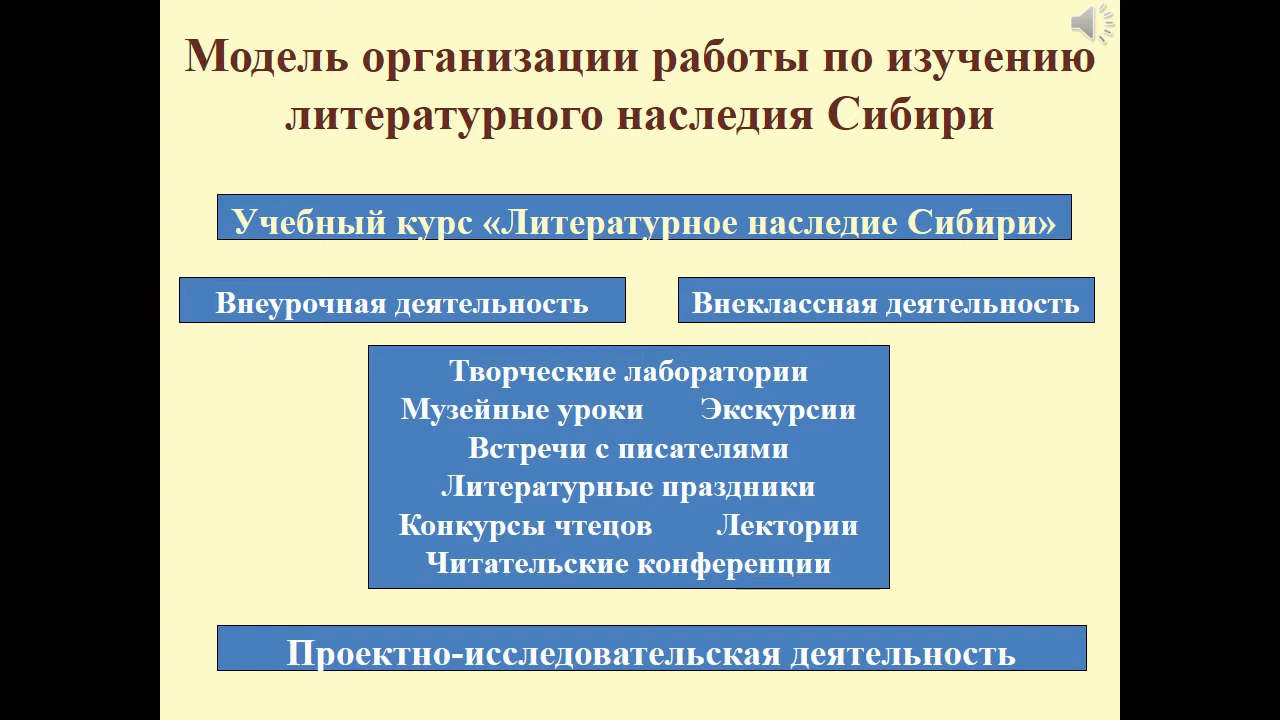 Модель организации работы по изучению
литературного наследия Сибири
Учебный курс «Литературное наследие Сибири»
Внеурочная деятельность
Внеклассная деятельность
Творческие лаборатории
Музейные уроки Экскурсии
Встречи с писателями
Литературные праздники
Конкурсы чтецов Лектории
Читательские конференции
Проектно-исследовательская деятельность